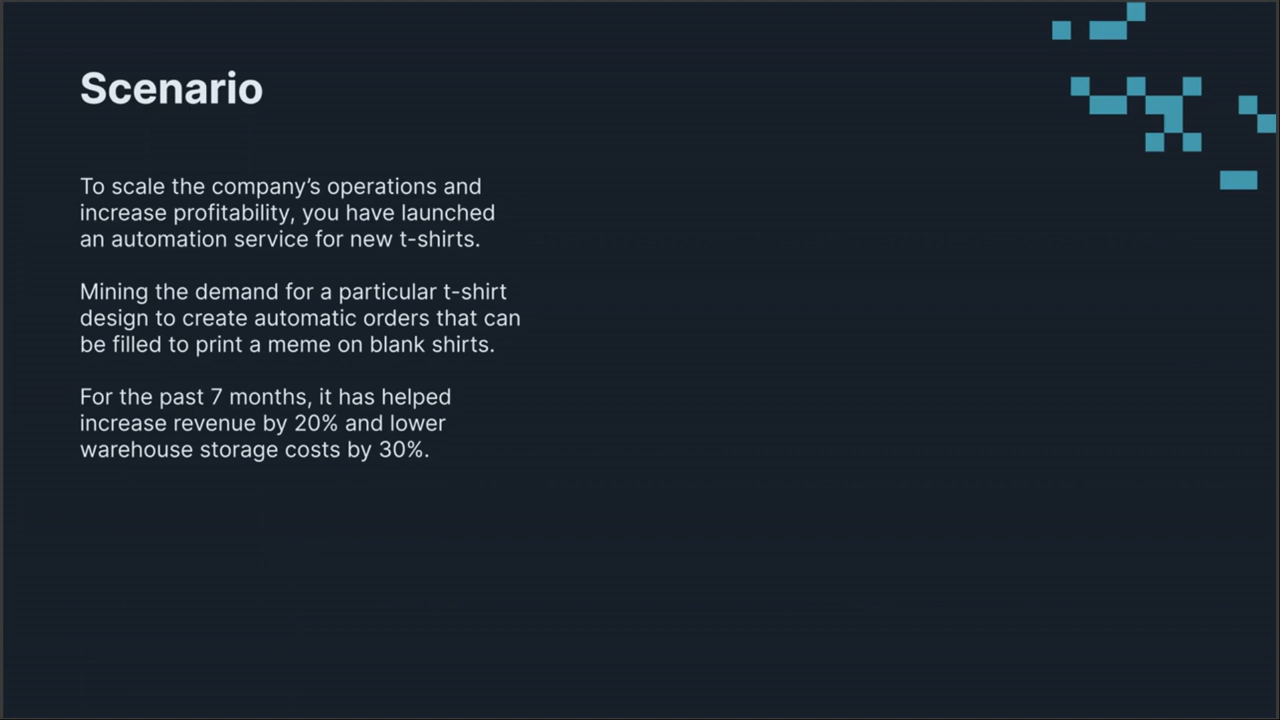 Scenario
To scale the company’s operations and
increase profitability, you have launched
an automation service for new t-shirts.
Mining the demand for a particular t-shirt
design to create automatic orders that can
be filled to print a meme on blank shirts.
For the past 7 months, it has helped
increase revenue by 20% and lower
warehouse storage costs by 30%.